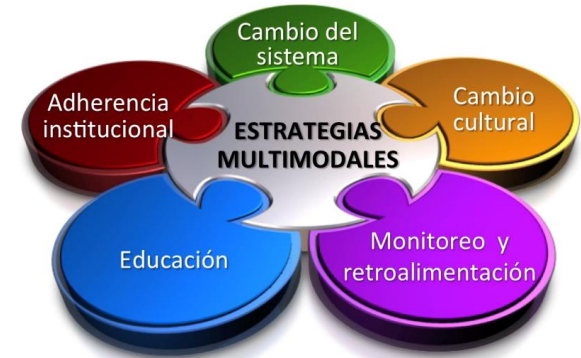 Cambio del
sistema
Adherencia
institucional
Cambio
cultural
ESTRATEGIAS
MULTIMODALES
Educación
Monitoreo y
retroalimentación